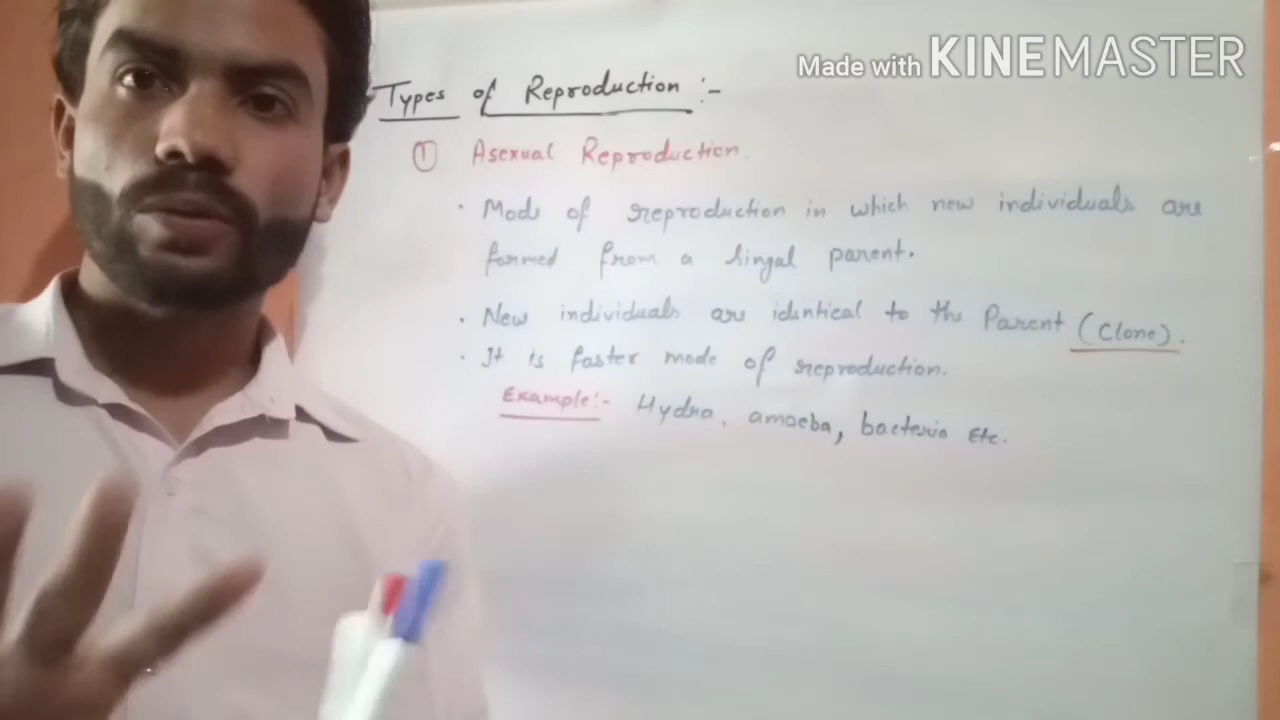 Made with KINEMASTER
Types of Reproduction :-
① Asexual Reproduction.
· Mode of reproduction in which new individuals are
formed from a singal parent.
· New individuals are identical to the Parent (Clone).
· It is faster mode of reproduction.
Example:- Hydra, amoeba, bacteria Etc.